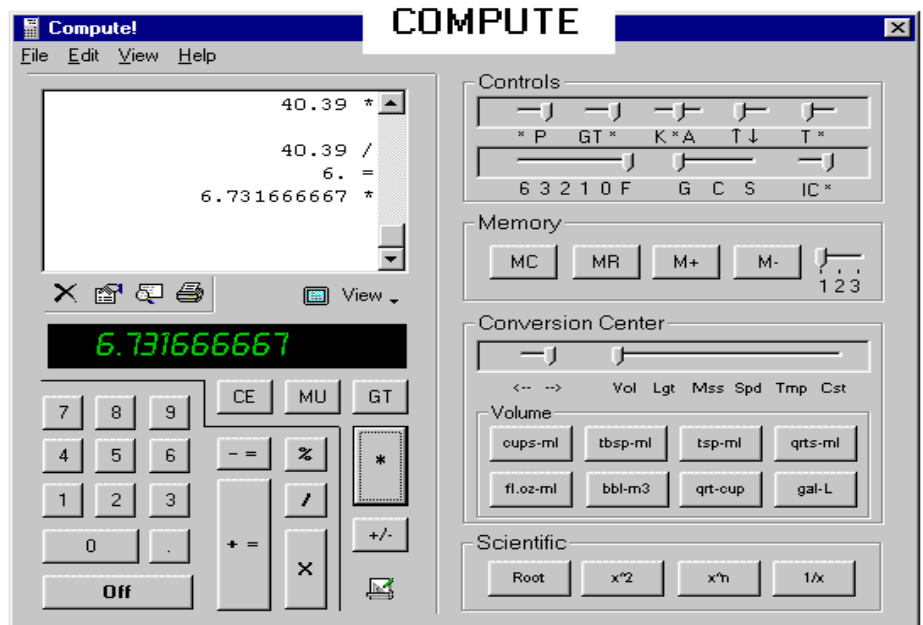 COMPUTE
Compute!
File Edit View Help
40.39 *
40.39 /
6. =
6.731666667 *
View
6.731666667
CE MU GT
7 8 9
4 5 6 - = % *
1 2 3 /
0 . + = X +/-
Off
Controls
* P GT * K * A ↑↓ T *
6 3 2 1 0 F G C S IC *
Memory
MC MR M+ M-
1 2 3
Conversion Center
<-- --> Vol Lgt Mss Spd Tmp Cst
Volume
cups-ml tbsp-ml tsp-ml qrts-ml
fl.oz-ml bbl-m3 qrt-cup gal-L
Scientific
Root x^2 x^n 1/x